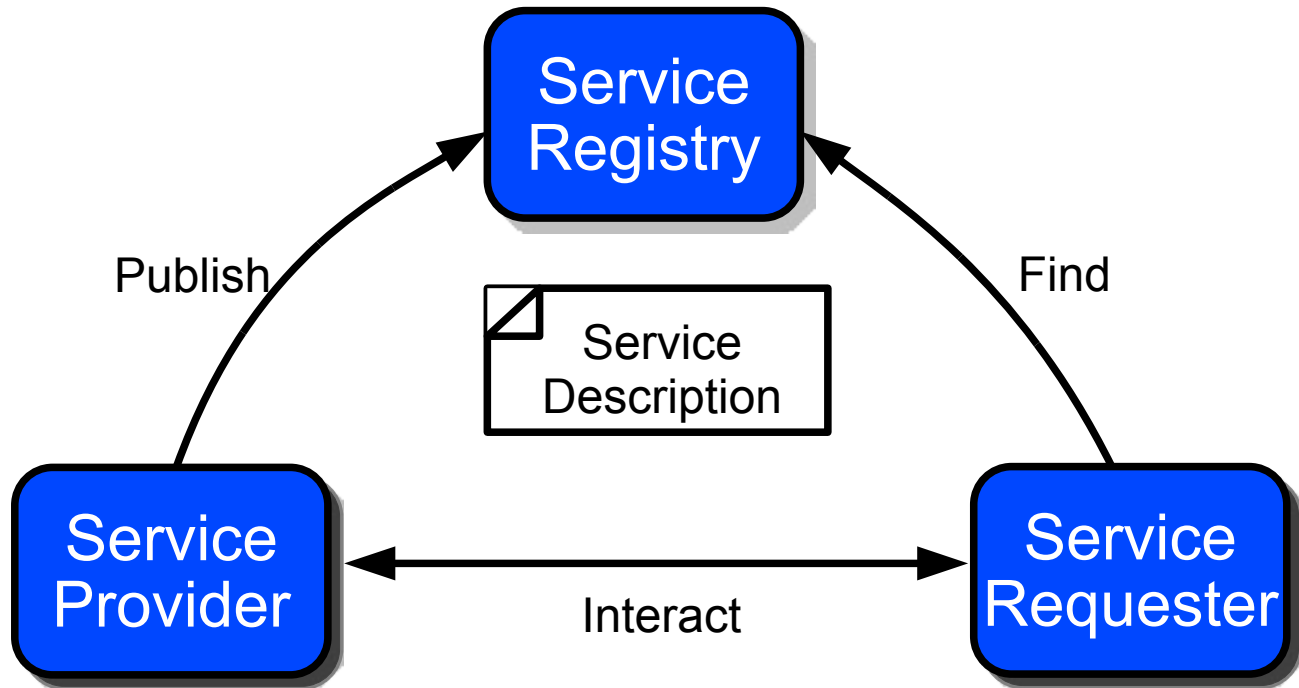 Service
Registry
Publish
Find
Service
Description
Service
Provider
Interact
Service
Requester